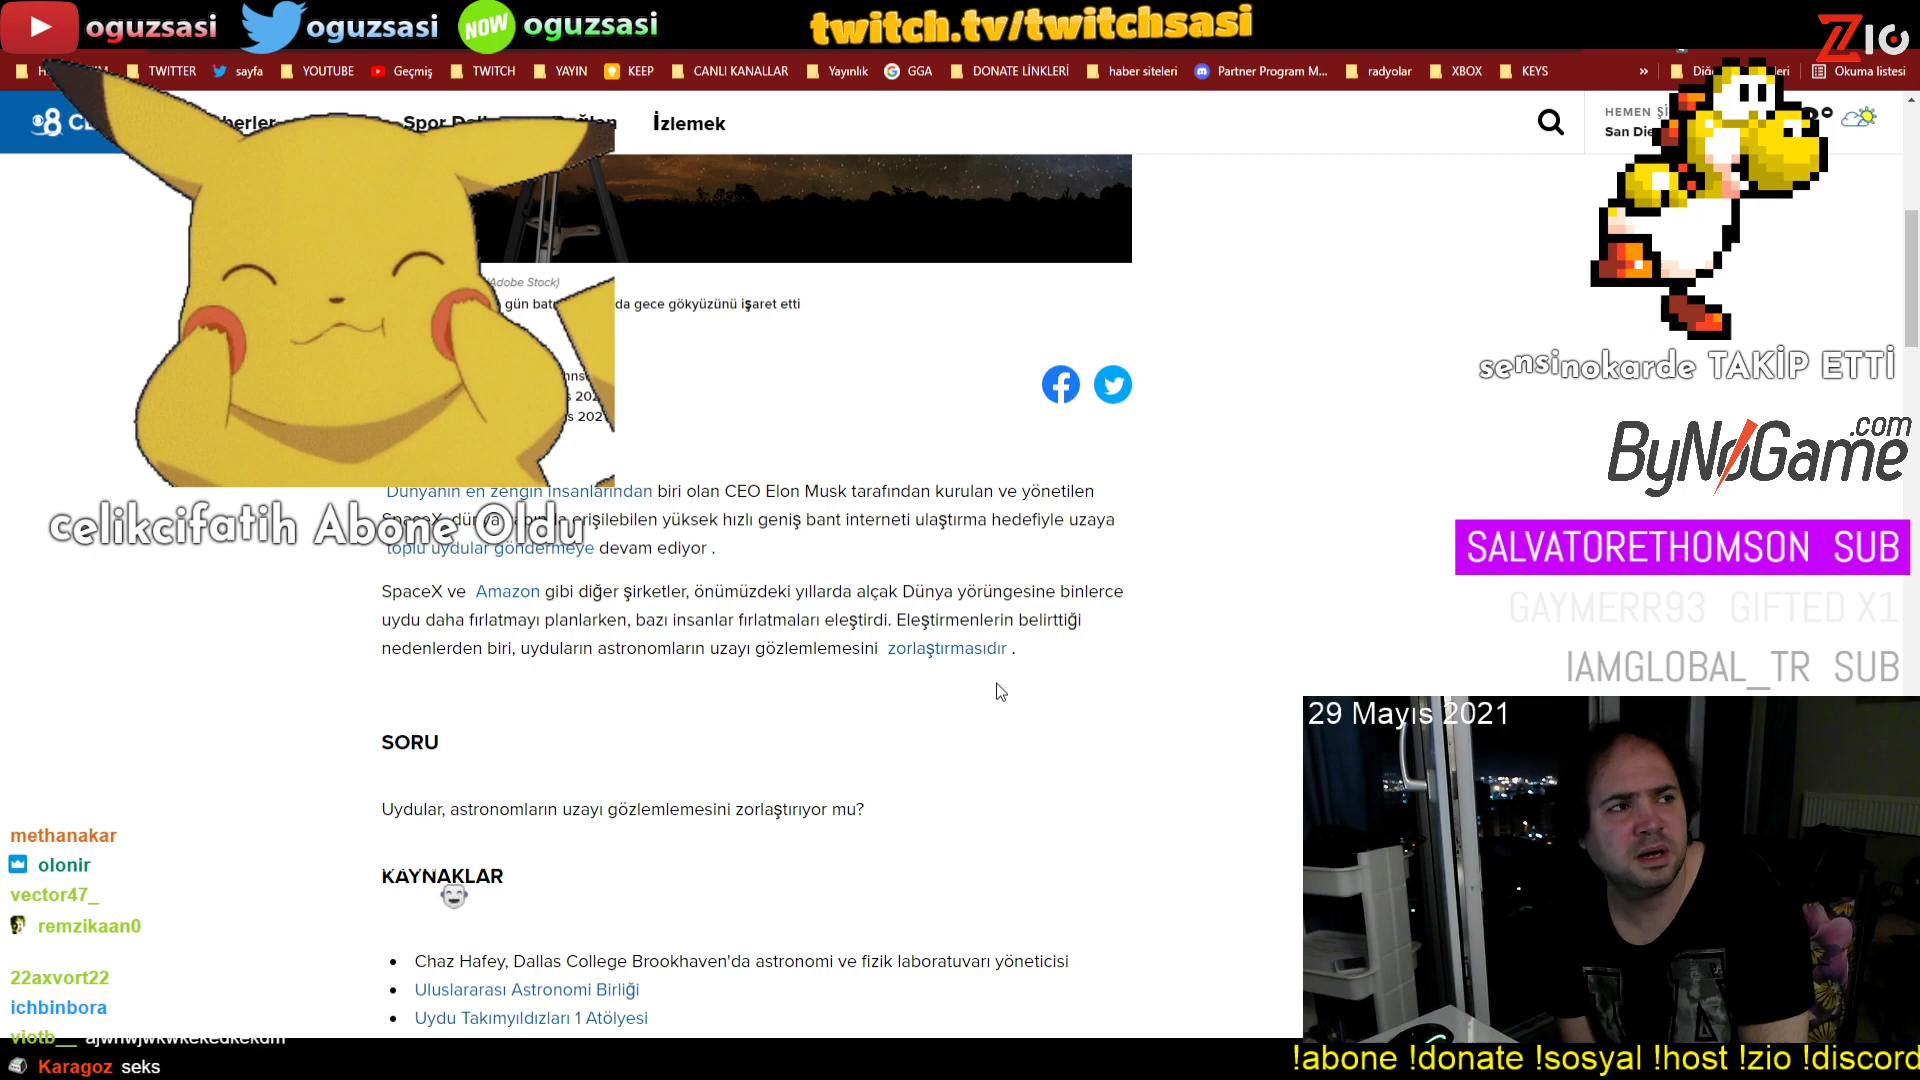 oguzsasi oguzsasi NOW oguzsasi twitch.tv/twitchsasi ZIO
TWITTER sayfa YOUTUBE Geçmiş TWITCH YAYIN KEEP CANLI KANALLAR Yayınlık GGA DONATE LİNKLERİ haber siteleri Partner Program M... radyolar XBOX KEYS » Okuma listesi
8 İzlemek
HEMEN
San Die
(Adobe Stock)
gün da gece gökyüzünü işaret etti
sensinokarde TAKİP ETTİ
ByNoGame.com
Dünyanın en zengin insanlarından biri olan CEO Elon Musk tarafından kurulan ve yönetilen
SpaceX, erişilebilen yüksek hızlı geniş bant interneti ulaştırma hedefiyle uzaya
toplu uydular göndermeye devam ediyor .
celikcifatih Abone Oldu
SALVATORETHOMSON SUB
SpaceX ve Amazon gibi diğer şirketler, önümüzdeki yıllarda alçak Dünya yörüngesine binlerce
uydu daha fırlatmayı planlarken, bazı insanlar fırlatmaları eleştirdi. Eleştirmenlerin belirttiği
nedenlerden biri, uyduların astronomların uzayı gözlemlemesini zorlaştırmasıdır .
GAYMERR93 GIFTED X1
IAMGLOBAL_TR SUB
29 Mayıs 2021
SORU
Uydular, astronomların uzayı gözlemlemesini zorlaştırıyor mu?
KAYNAKLAR
Chaz Hafey, Dallas College Brookhaven'da astronomi ve fizik laboratuvarı yöneticisi
Uluslararası Astronomi Birliği
Uydu Takımyıldızları 1 Atölyesi
methanakar
olonir
vector47_
remzikaan0
22axvort22
ichbinbora
viotb__
Karagoz seks
!abone !donate !sosyal !host !zio !discord